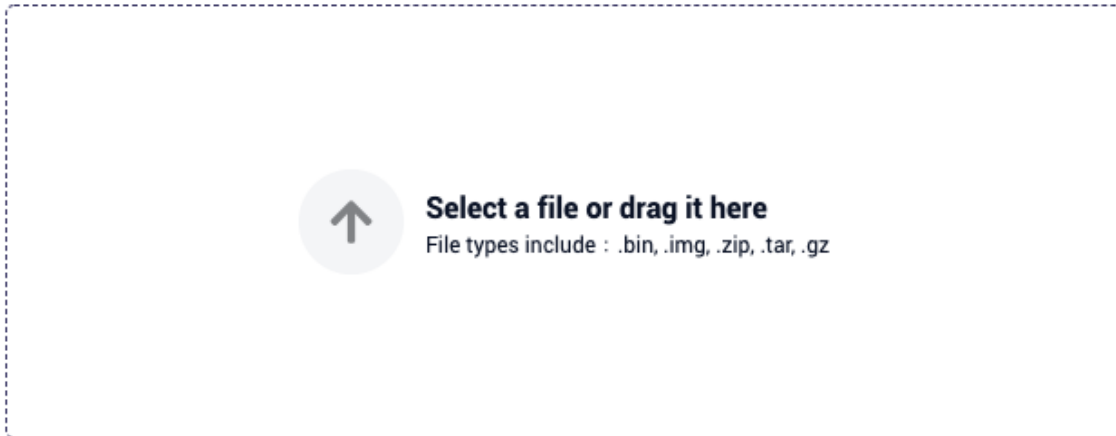 Select a file or drag it here
File types include : .bin, .img, .zip, .tar, .gz